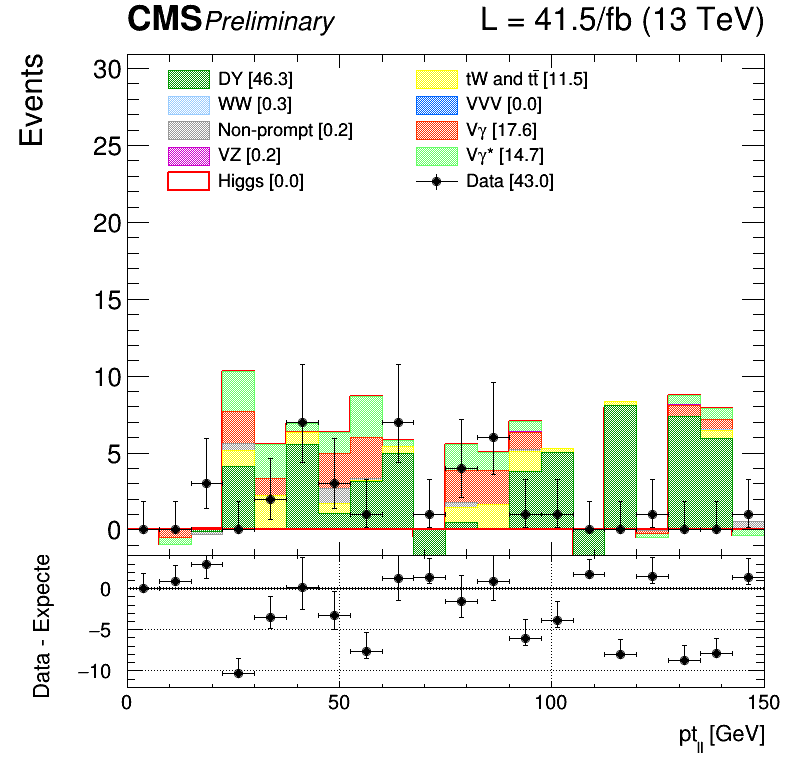 CMS Preliminary L = 41.5/fb (13 TeV)
Events
30
25
20
15
10
5
0
DY [46.3]
WW [0.3]
Non-prompt [0.2]
VZ [0.2]
Higgs [0.0]
tW and tt̄ [11.5]
VVV [0.0]
Vγ [17.6]
Vγ* [14.7]
Data [43.0]
Data - Expecte
0
−5
−10
0 50 100 150
pt_ll [GeV]